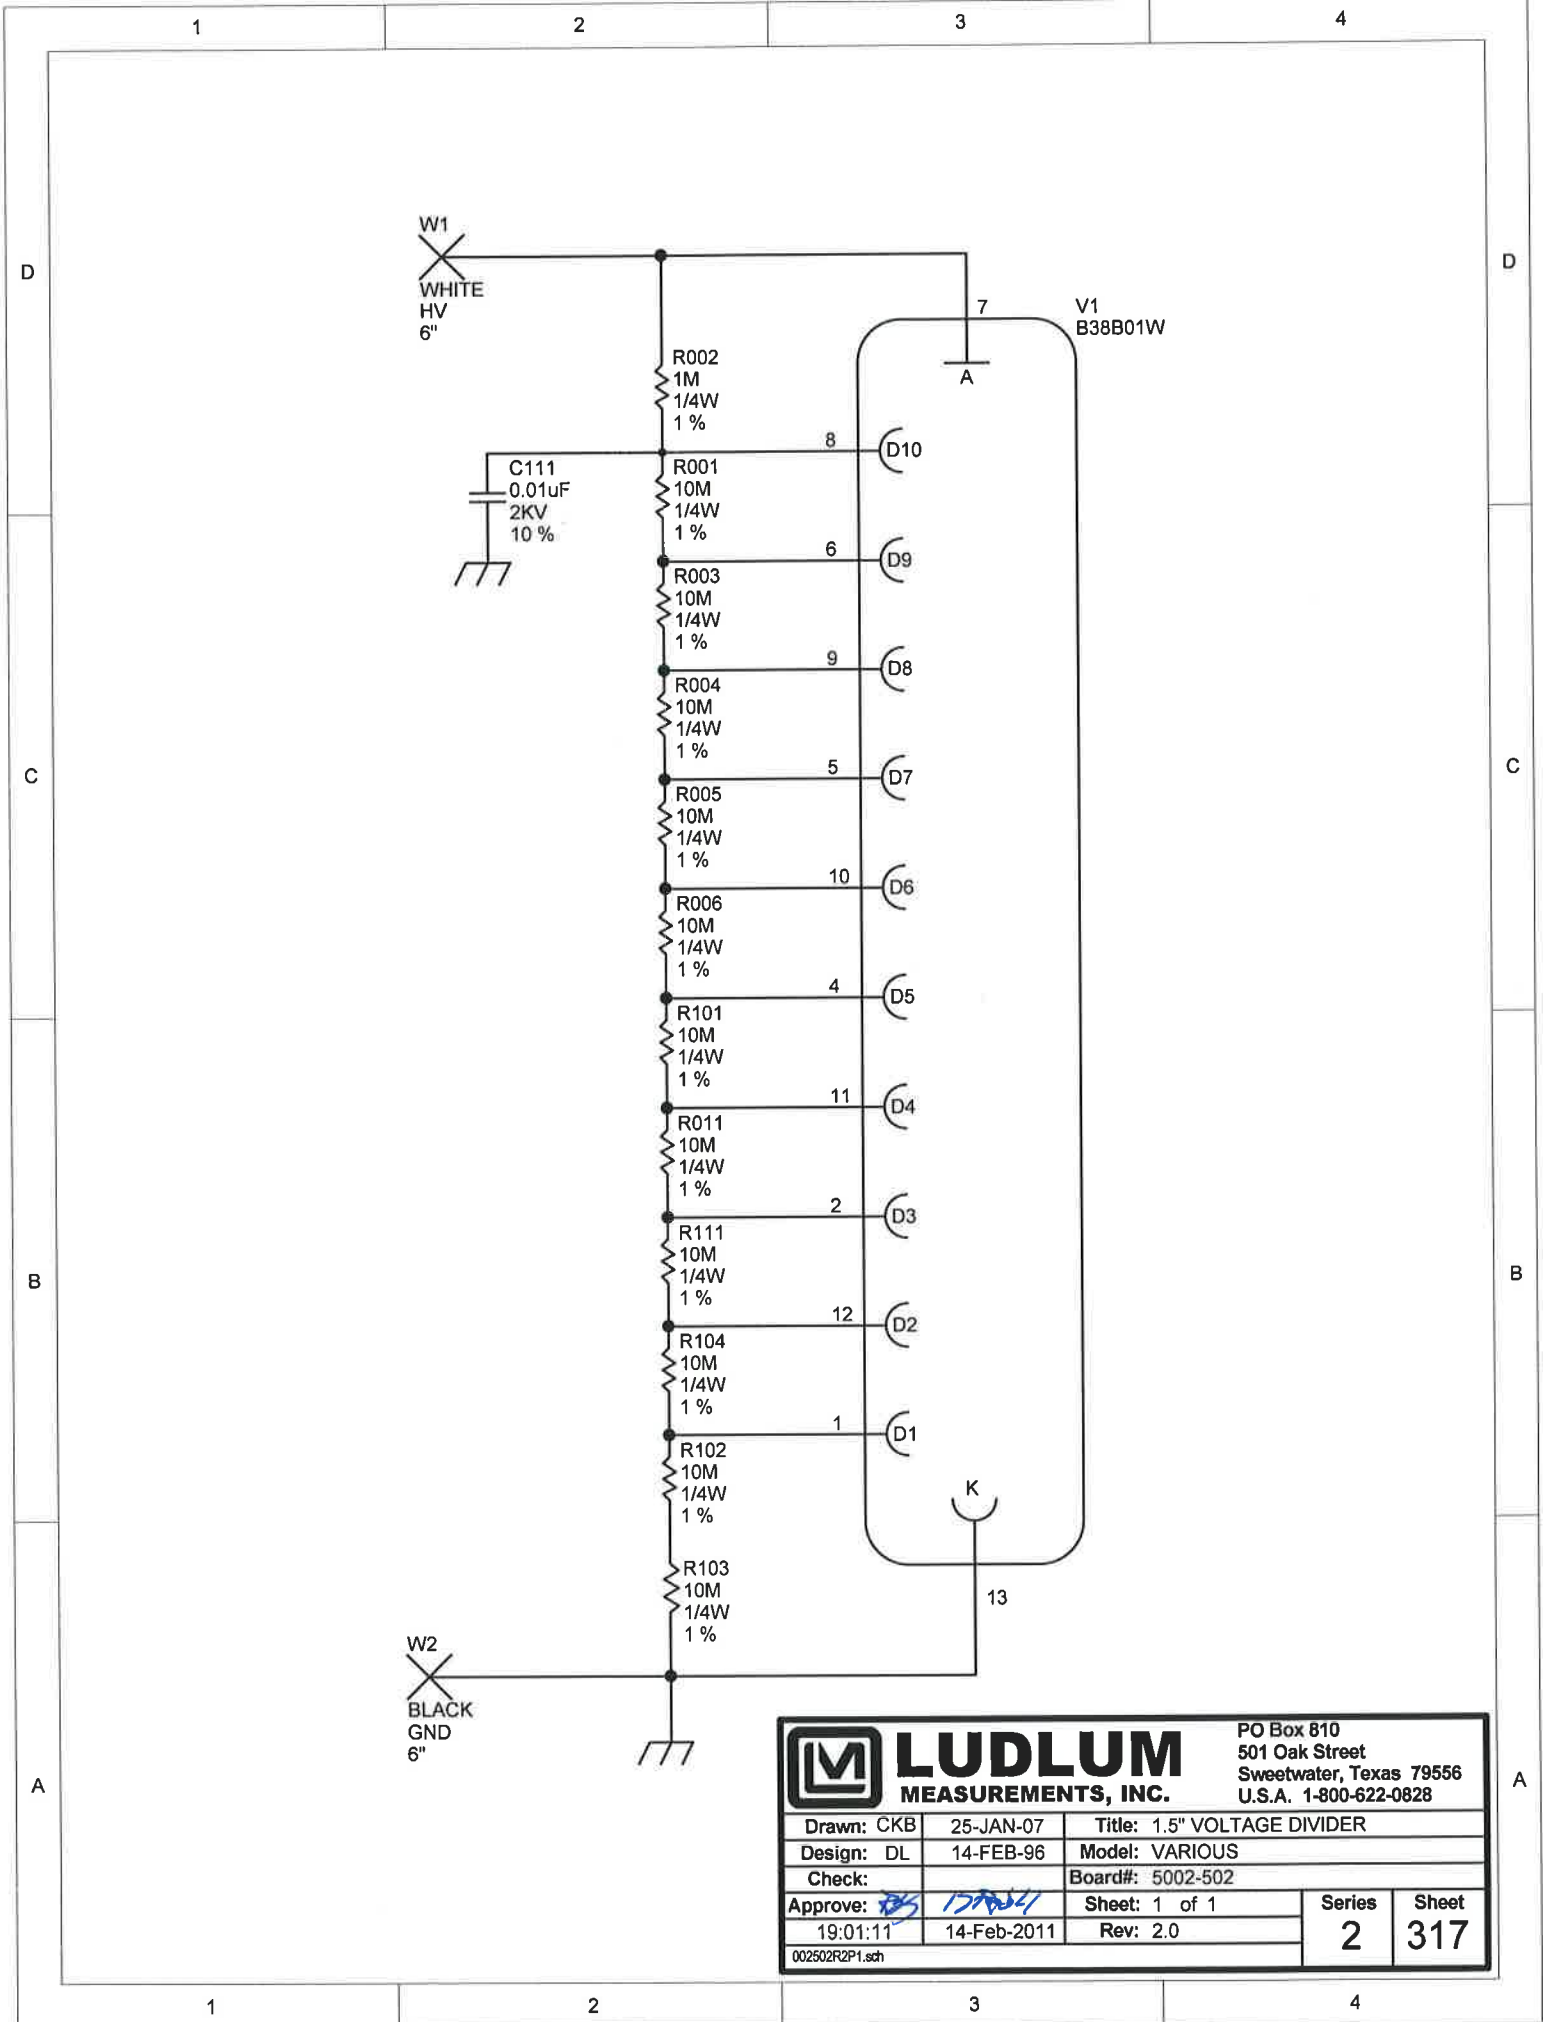 1 2 3 4
D D
W1
WHITE
HV
6"
7
V1
B38B01W
A
R002
1M
1/4W
1 %
8 D10
C111
0.01uF
2KV
10 %
R001
10M
1/4W
1 %
6 D9
R003
10M
1/4W
1 %
9 D8
R004
10M
1/4W
1 %
C C
5 D7
R005
10M
1/4W
1 %
10 D6
R006
10M
1/4W
1 %
4 D5
R101
10M
1/4W
1 %
11 D4
R011
10M
1/4W
1 %
2 D3
R111
10M
1/4W
1 %
B B
12 D2
R104
10M
1/4W
1 %
1 D1
R102
10M
1/4W
1 %
K
R103
10M
1/4W
1 %
13
W2
BLACK
GND
6"
A A
LM LUDLUM
MEASUREMENTS, INC.
PO Box 810
501 Oak Street
Sweetwater, Texas 79556
U.S.A. 1-800-622-0828
Drawn: CKB 25-JAN-07 Title: 1.5" VOLTAGE DIVIDER
Design: DL 14-FEB-96 Model: VARIOUS
Check: Board#: 5002-502
Approve: Sheet: 1 of 1 Series Sheet
19:01:11 14-Feb-2011 Rev: 2.0 2 317
002502R2P1.sch
1 2 3 4